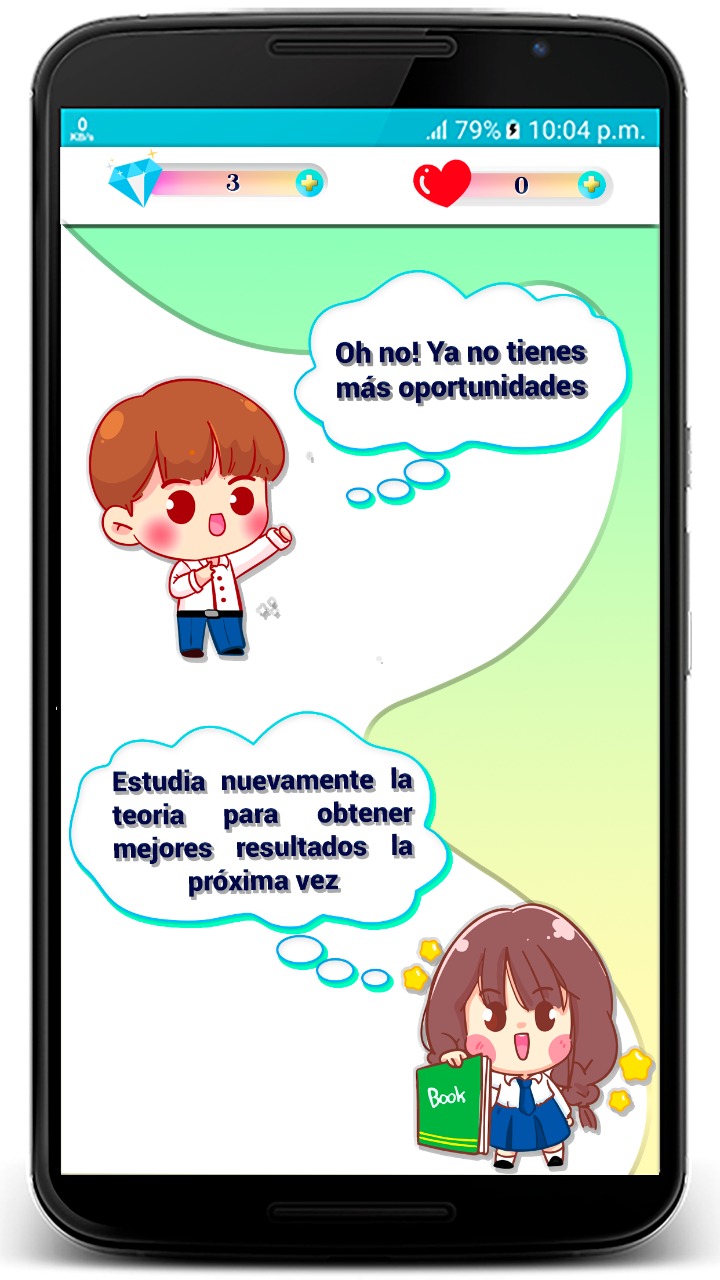 0
KB/s
79% 10:04 p.m.
3
0
Oh no! Ya no tienes
más oportunidades
Estudia nuevamente la
teoria para obtener
mejores resultados la
próxima vez
Book